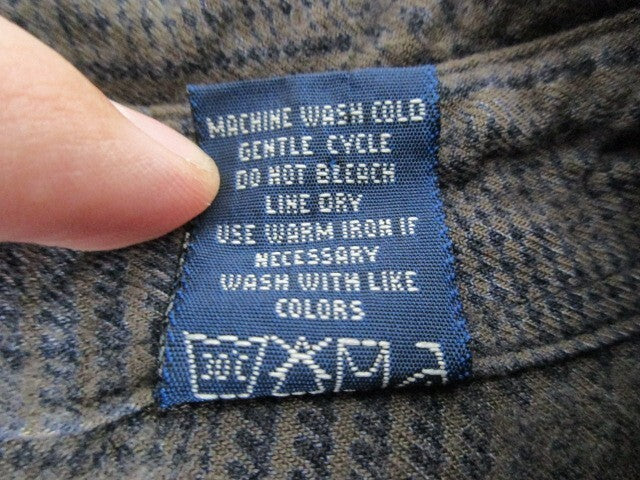 MACHINE WASH COLD
GENTLE CYCLE
DO NOT BLEACH
LINE DRY
USE WARM IRON IF
NECESSARY
WASH WITH LIKE
COLORS
30°C